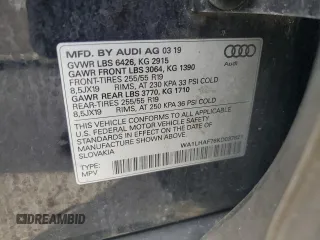 MFD. BY AUDI AG 03 19
GVWR LBS 6426, KG 2915
GAWR FRONT LBS 3064, KG 1390
FRONT-TIRES 255/55 R19
8,5JX19 RIMS, AT 230 KPA 33 PSI COLD
GAWR REAR LBS 3770, KG 1710
REAR-TIRES 255/55 R19
8,5JX19 RIMS, AT 250 KPA 36 PSI COLD
THIS VEHICLE CONFORMS TO ALL APPLICABLE
FEDERAL MOTOR VEHICLE SAFETY
STANDARDS IN EFFECT ON THE DATE OF
MANUFACTURE SHOWN ABOVE
SLOVAKIA
TYPE:
MPV
Audi
DREAMBID